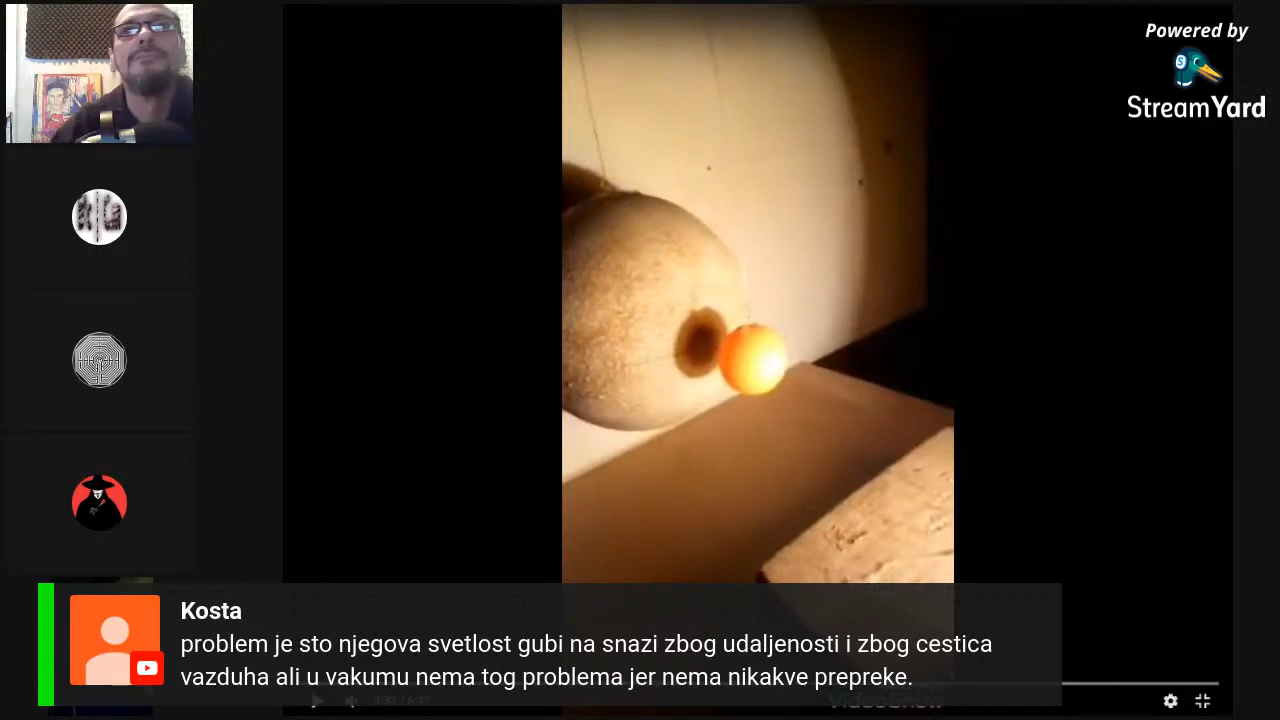 Powered by
StreamYard
Kosta
problem je sto njegova svetlost gubi na snazi zbog udaljenosti i zbog cestica
vazduha ali u vakumu nema tog problema jer nema nikakve prepreke.
VideoShow